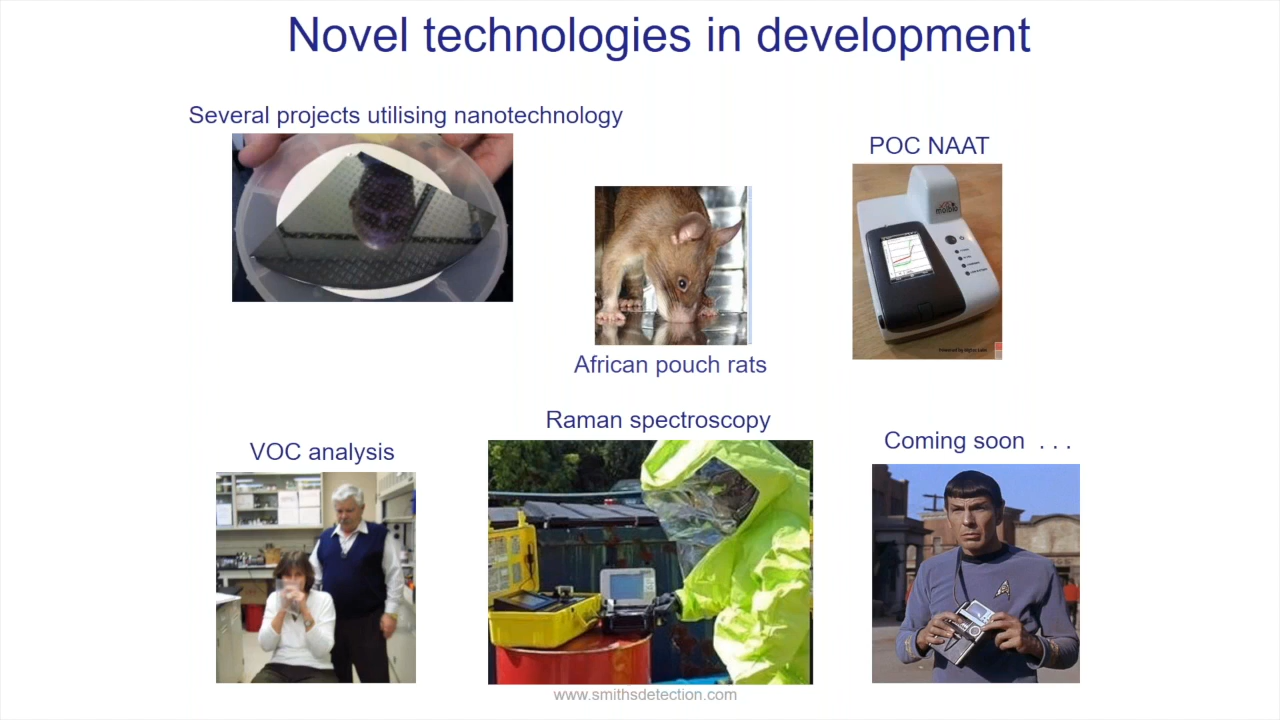 Novel technologies in development
Several projects utilising nanotechnology
POC NAAT
molbio
African pouch rats
Raman spectroscopy
VOC analysis
Coming soon . . .
www.smithsdetection.com